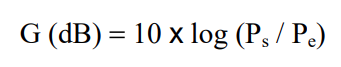 G (dB) = 10 x log (Ps / Pe)